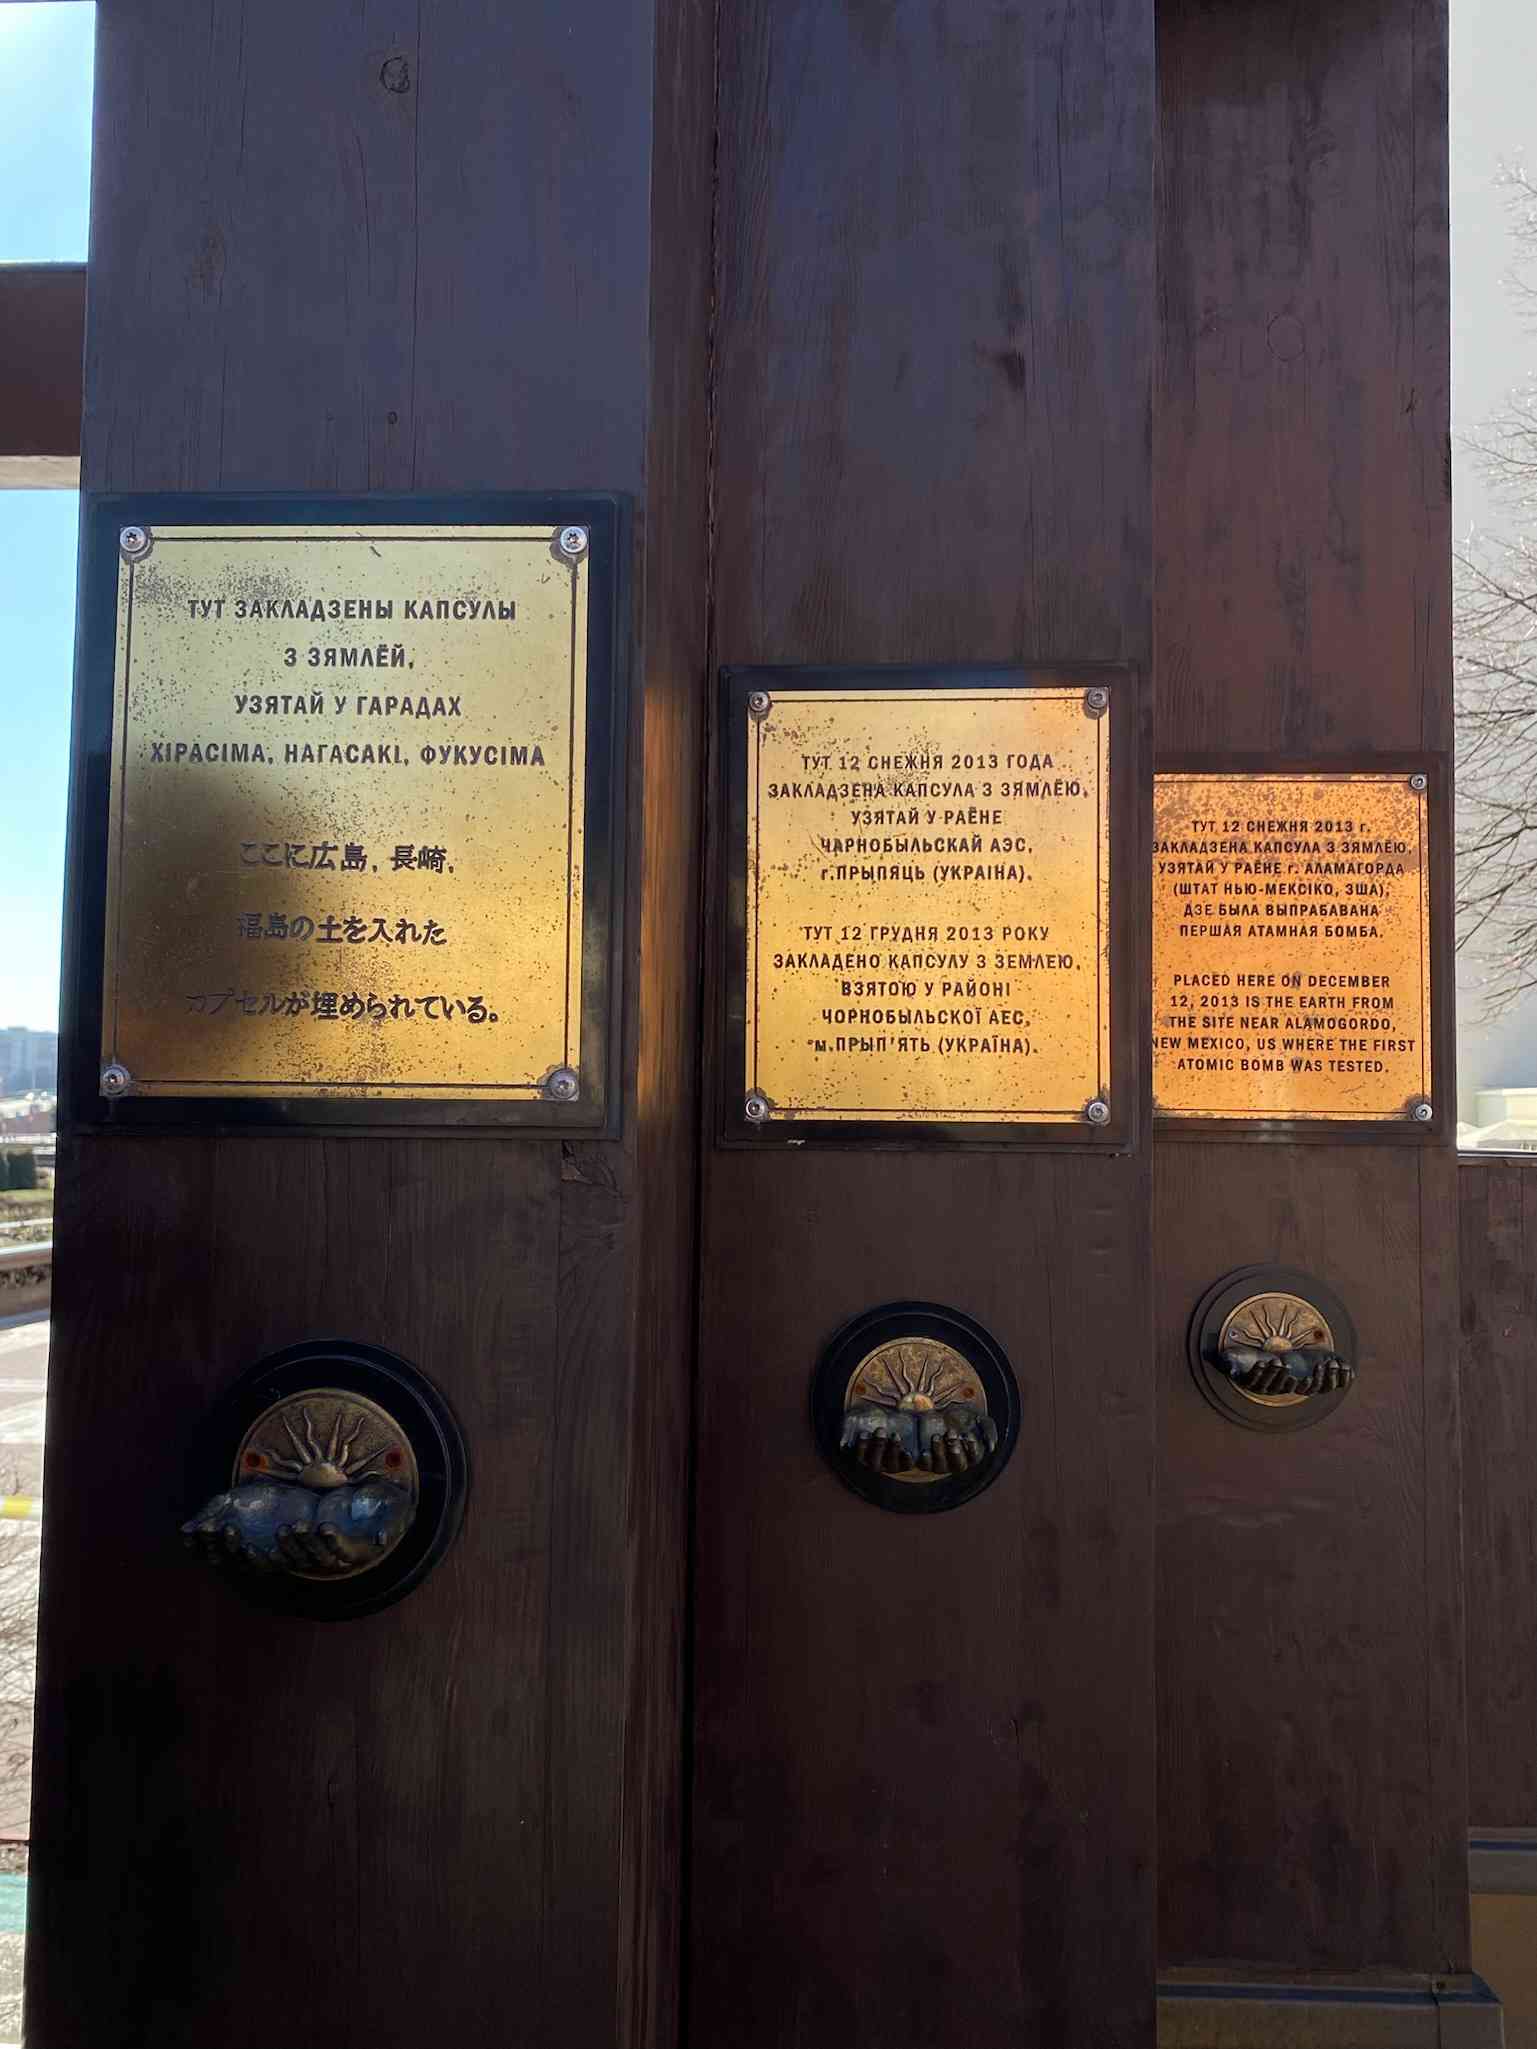 ТУТ ЗАКЛАДЗЕНЫ КАПСУЛЫ
З ЗЯМЛЁЙ,
УЗЯТАЙ У ГАРАДАХ
ХІРАСІМА, НАГАСАКІ, ФУКУСІМА
ここに広島, 長崎,
福島の土を入れた
カプセルが埋められている。
ТУТ 12 СНЕЖНЯ 2013 ГОДА
ЗАКЛАДЗЕНА КАПСУЛА З ЗЯМЛЁЮ,
УЗЯТАЙ У РАЁНЕ
ЧАРНОБЫЛЬСКАЙ АЭС,
г.ПРЫПЯЦЬ (УКРАІНА).
ТУТ 12 ГРУДНЯ 2013 РОКУ
ЗАКЛАДЕНО КАПСУЛУ З ЗЕМЛЕЮ,
ВЗЯТОЮ У РАЙОНІ
ЧОРНОБЫЛЬСКОЇ АЕС,
м.ПРЫП'ЯТЬ (УКРАЇНА).
ТУТ 12 СНЕЖНЯ 2013 г.
ЗАКЛАДЗЕНА КАПСУЛА З ЗЯМЛЁЮ,
УЗЯТАЙ У РАЁНЕ г. АЛАМАГОРДА
(ШТАТ НЬЮ-МЕКСІКО, ЗША),
ДЗЕ БЫЛА ВЫПРАБАВАНА
ПЕРШАЯ АТАМНАЯ БОМБА.
PLACED HERE ON DECEMBER
12, 2013 IS THE EARTH FROM
THE SITE NEAR ALAMOGORDO,
NEW MEXICO, US WHERE THE FIRST
ATOMIC BOMB WAS TESTED.